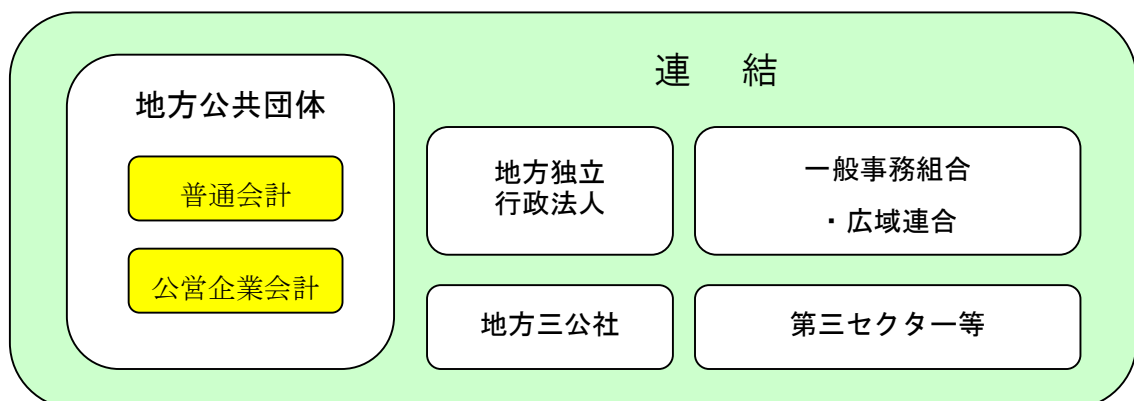 連 結
地方公共団体
普通会計
公営企業会計
地方独立
行政法人
一般事務組合
・広域連合
地方三公社
第三セクター等